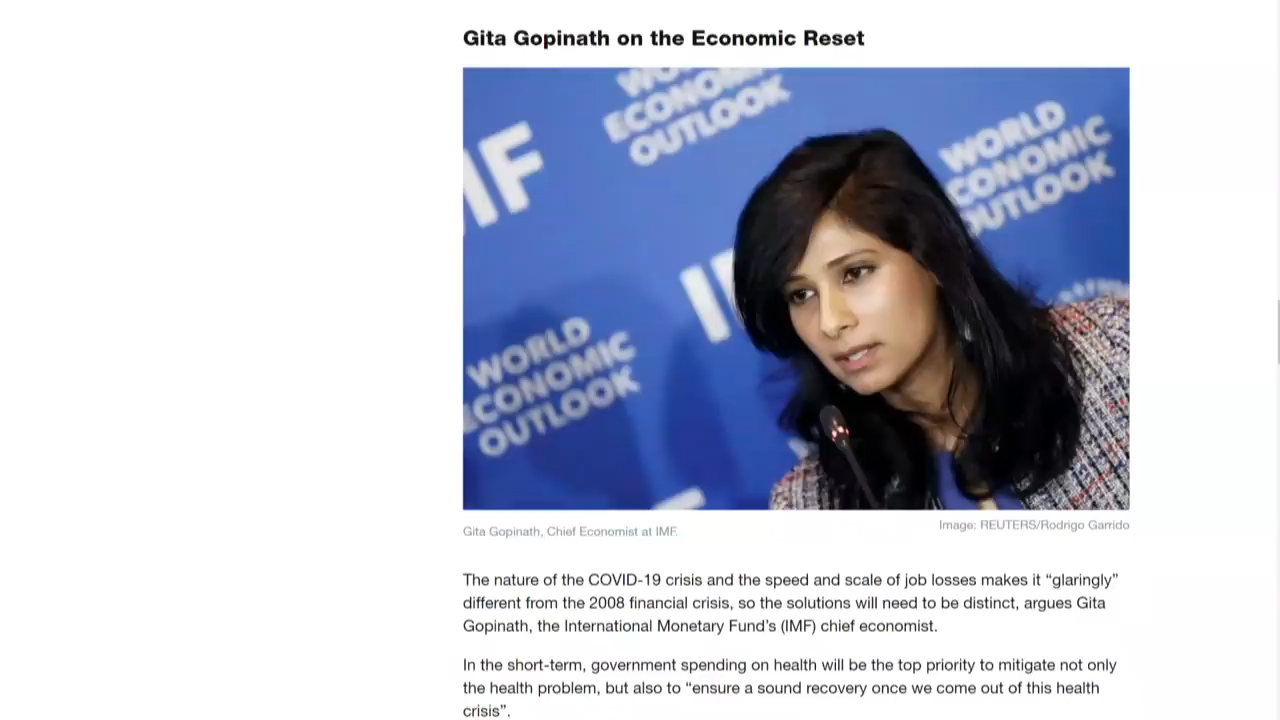 Gita Gopinath on the Economic Reset
WORLD
ECONOMIC
OUTLOOK
IF
WORLD
CONOMIC
OUTLOOK
WORLD
ECONOMIC
OUTLOOK
Gita Gopinath, Chief Economist at IMF.
Image: REUTERS/Rodrigo Garrido
The nature of the COVID-19 crisis and the speed and scale of job losses makes it “glaringly”
different from the 2008 financial crisis, so the solutions will need to be distinct, argues Gita
Gopinath, the International Monetary Fund’s (IMF) chief economist.
In the short-term, government spending on health will be the top priority to mitigate not only
the health problem, but also to “ensure a sound recovery once we come out of this health
crisis”.